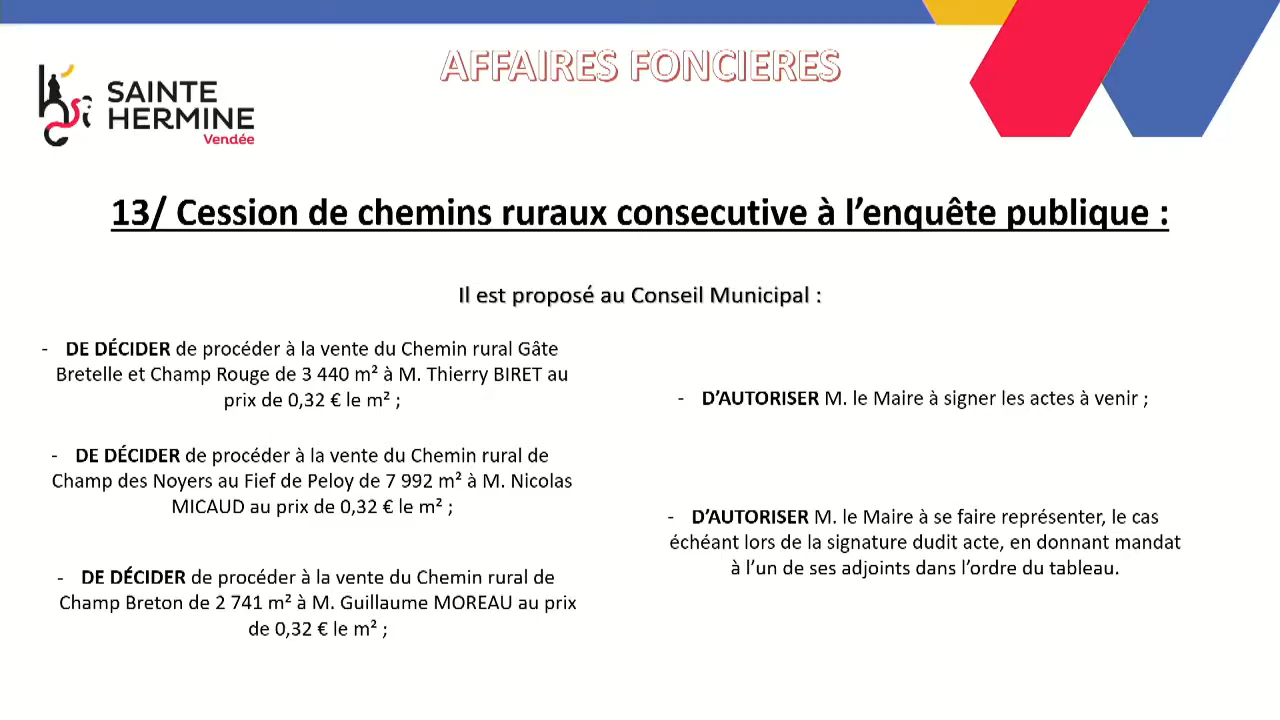 AFFAIRES FONCIERES
SAINTE
HERMINE
Vendée
13/ Cession de chemins ruraux consecutive à l’enquête publique :
Il est proposé au Conseil Municipal :
- DE DÉCIDER de procéder à la vente du Chemin rural Gâte
Bretelle et Champ Rouge de 3 440 m² à M. Thierry BIRET au
prix de 0,32 € le m² ;
- DE DÉCIDER de procéder à la vente du Chemin rural de
Champ des Noyers au Fief de Peloy de 7 992 m² à M. Nicolas
MICAUD au prix de 0,32 € le m² ;
- DE DÉCIDER de procéder à la vente du Chemin rural de
Champ Breton de 2 741 m² à M. Guillaume MOREAU au prix
de 0,32 € le m² ;
- D’AUTORISER M. le Maire à signer les actes à venir ;
- D’AUTORISER M. le Maire à se faire représenter, le cas
échéant lors de la signature dudit acte, en donnant mandat
à l’un de ses adjoints dans l’ordre du tableau.